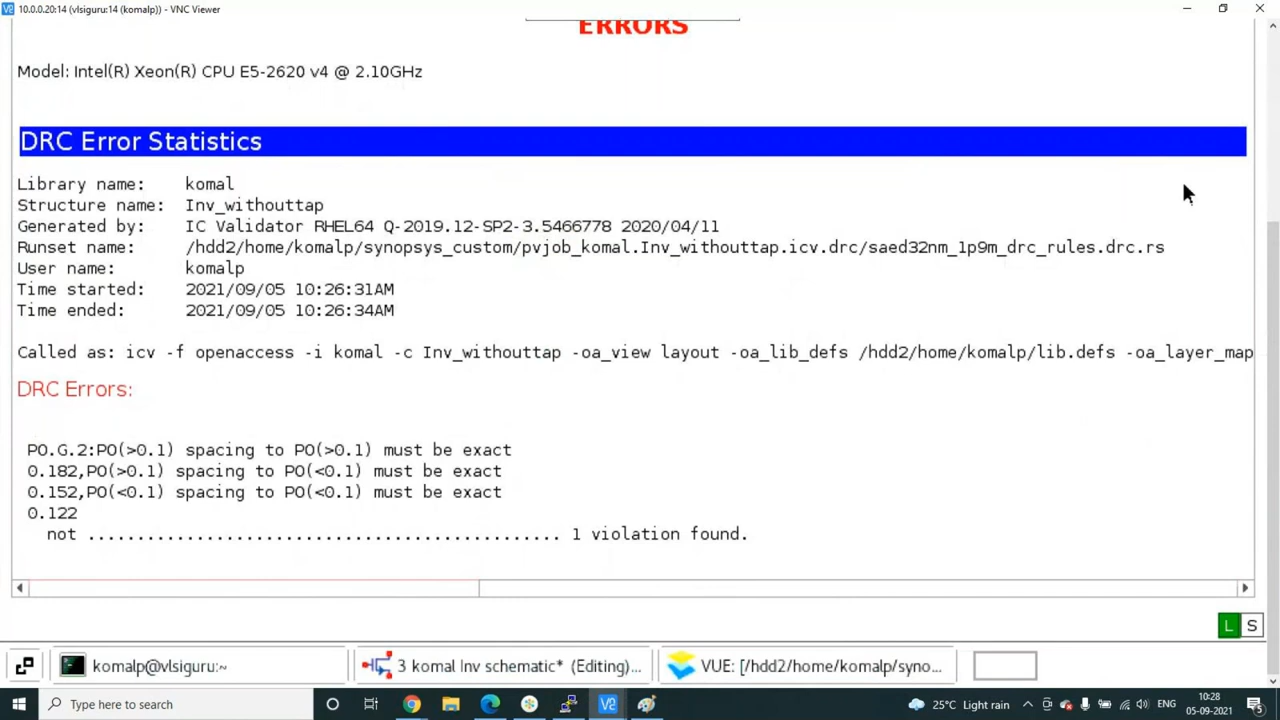 10.0.0.20:14 (vlsiguru:14 (komalp)) - VNC Viewer
ERRORS
Model: Intel(R) Xeon(R) CPU E5-2620 v4 @ 2.10GHz
DRC Error Statistics
Library name: komal
Structure name: Inv_withouttap
Generated by: IC Validator RHEL64 Q-2019.12-SP2-3.5466778 2020/04/11
Runset name: /hdd2/home/komalp/synopsys_custom/pvjob_komal.Inv_withouttap.icv.drc/saed32nm_1p9m_drc_rules.drc.rs
User name: komalp
Time started: 2021/09/05 10:26:31AM
Time ended: 2021/09/05 10:26:34AM
Called as: icv -f openaccess -i komal -c Inv_withouttap -oa_view layout -oa_lib_defs /hdd2/home/komalp/lib.defs -oa_layer_map
DRC Errors:
PO.G.2:PO(>0.1) spacing to PO(>0.1) must be exact
0.182,PO(>0.1) spacing to PO(<0.1) must be exact
0.152,PO(<0.1) spacing to PO(<0.1) must be exact
0.122
not ......................................................... 1 violation found.
L S
komalp@vlsiguru:~ 3 komal Inv schematic* (Editing)... VUE: [/hdd2/home/komalp/syno...
Type here to search 25°C Light rain ENG 10:28
05-09-2021 5